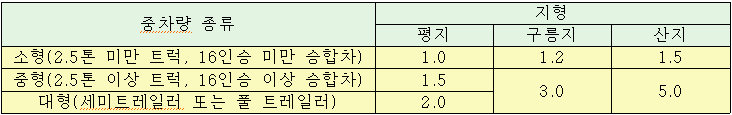 중차량 종류 지형
평지 구릉지 산지
소형(2.5톤 미만 트럭, 16인승 미만 승합차) 1.0 1.2 1.5
중형(2.5톤 이상 트럭, 16인승 이상 승합차) 1.5 3.0 5.0
대형(세미트레일러 또는 풀 트레일러) 2.0